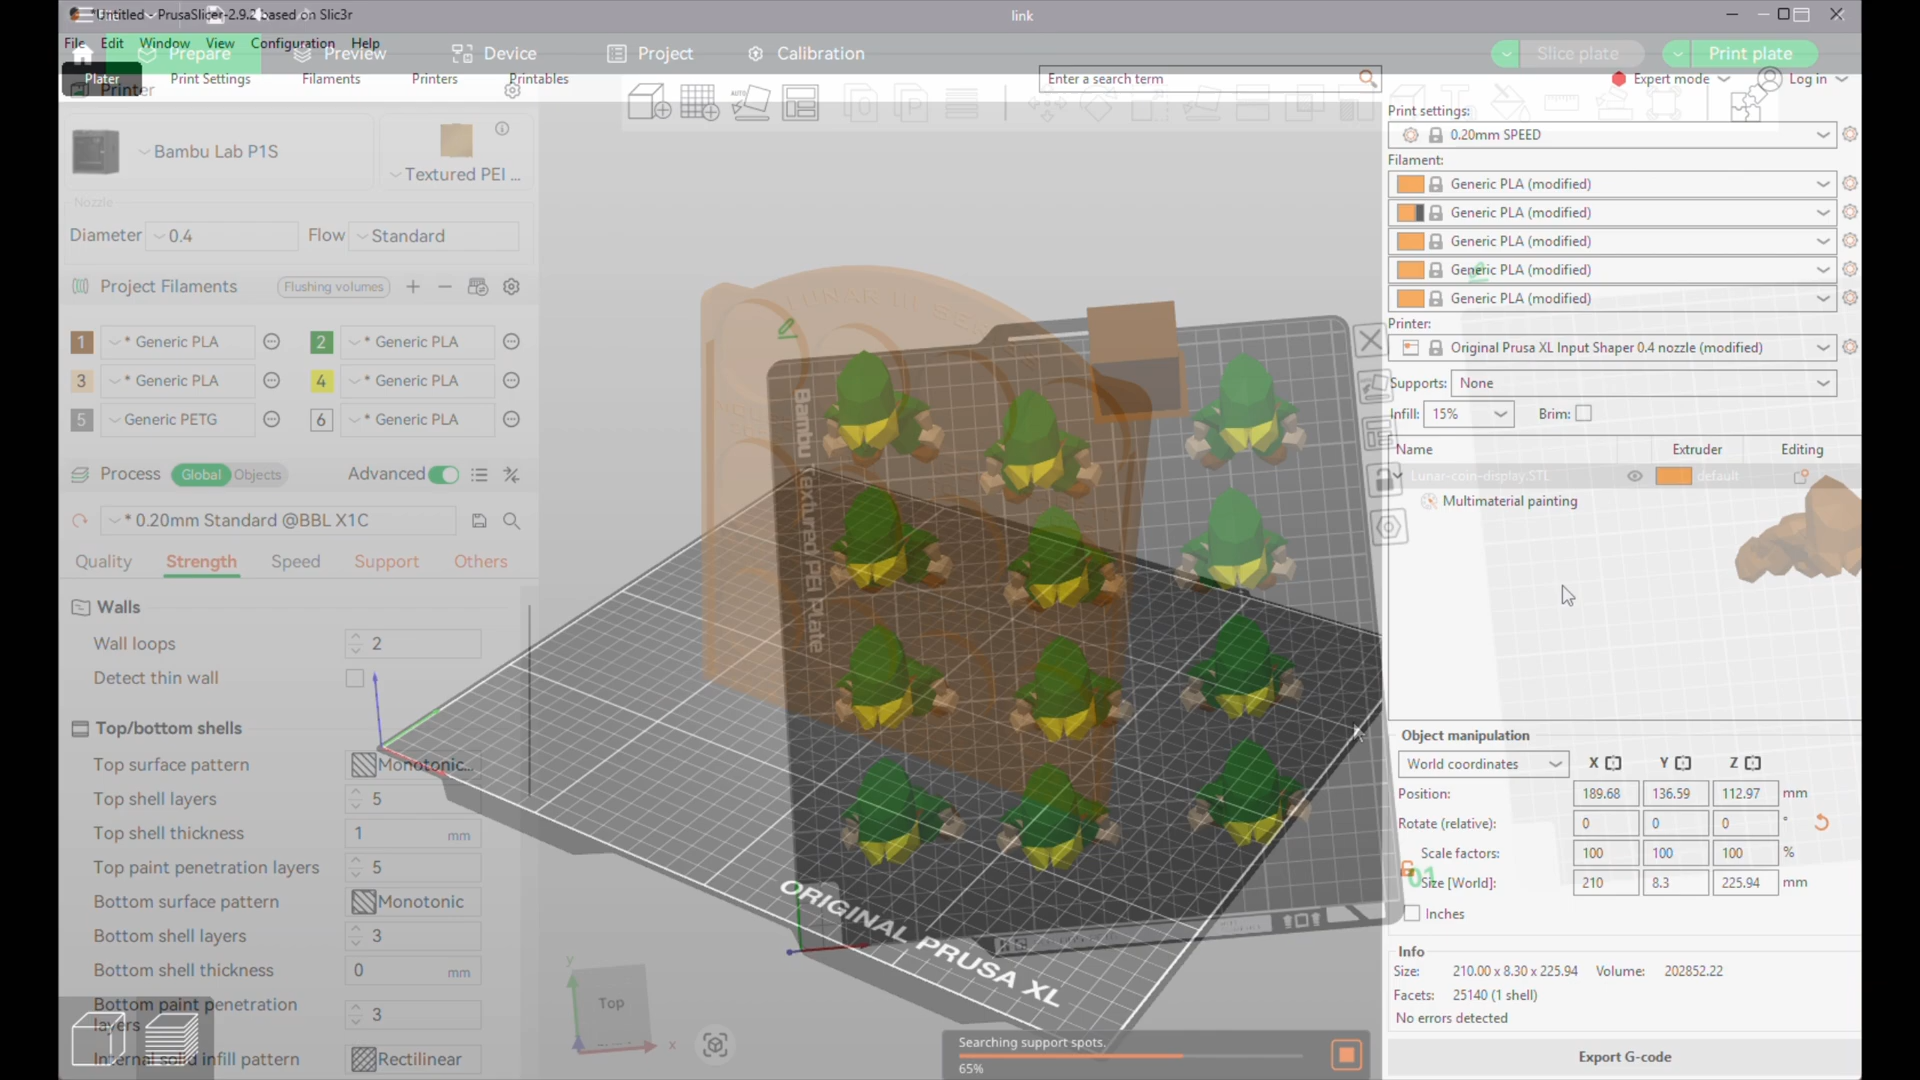 *Untitled - PrusaSlicer-2.9.2 based on Slic3r
link
File Edit Window View Configuration Help
Prepare Preview Device Project Calibration
Slice plate Print plate
Plater Print Settings Filaments Printers Printables
Enter a search term
Expert mode Log in
Printer
Bambu Lab P1S
Textured PEI ...
Nozzle
Diameter 0.4 Flow Standard
Project Filaments Flushing volumes
1 * Generic PLA 2 * Generic PLA
3 * Generic PLA 4 * Generic PLA
5 Generic PETG 6 * Generic PLA
Process Global Objects Advanced
* 0.20mm Standard @BBL X1C
Quality Strength Speed Support Others
Walls
Wall loops 2
Detect thin wall
Top/bottom shells
Top surface pattern Monotonic...
Top shell layers 5
Top shell thickness 1 mm
Top paint penetration layers 5
Bottom surface pattern Monotonic
Bottom shell layers 3
Bottom shell thickness 0 mm
Bottom paint penetration layers 3
Internal solid infill pattern Rectilinear
AUTO
Bambu Textured PEI Plate
ORIGINAL PRUSA XL
01
y
Top
x
Searching support spots.
65%
Print settings:
0.20mm SPEED
Filament:
Generic PLA (modified)
Generic PLA (modified)
Generic PLA (modified)
Generic PLA (modified)
Generic PLA (modified)
Printer:
Original Prusa XL Input Shaper 0.4 nozzle (modified)
Supports: None
Infill: 15% Brim:
Name Extruder Editing
Lunar-coin-display.STL default
Multimaterial painting
Object manipulation
World coordinates X Y Z
Position: 189.68 136.59 112.97 mm
Rotate (relative): 0 0 0 °
Scale factors: 100 100 100 %
Size [World]: 210 8.3 225.94 mm
Inches
Info
Size: 210.00 x 8.30 x 225.94 Volume: 202852.22
Facets: 25140 (1 shell)
No errors detected
Export G-code